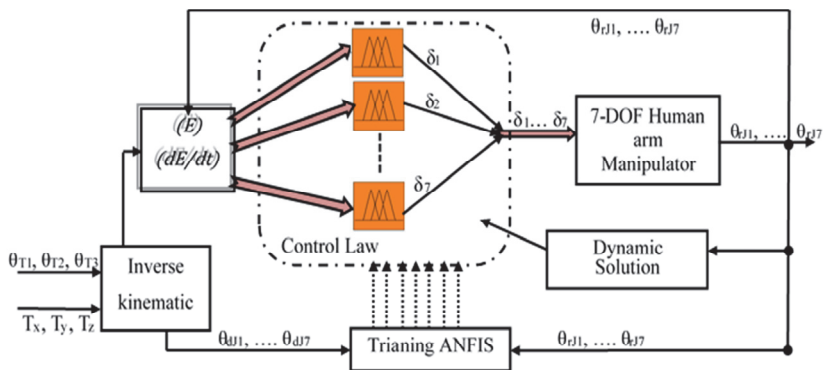 θrJ1, …. θrJ7
(E)
(dE/dt)
δ1
δ2
δ7
δ1… δ7
7-DOF Human
arm
Manipulator
θrJ1, …. θrJ7
Control Law
Dynamic
Solution
θT1, θT2, θT3
Inverse
kinematic
Tx, Ty, Tz
θdJ1, …. θdJ7
Trianing ANFIS
θrJ1, …. θrJ7